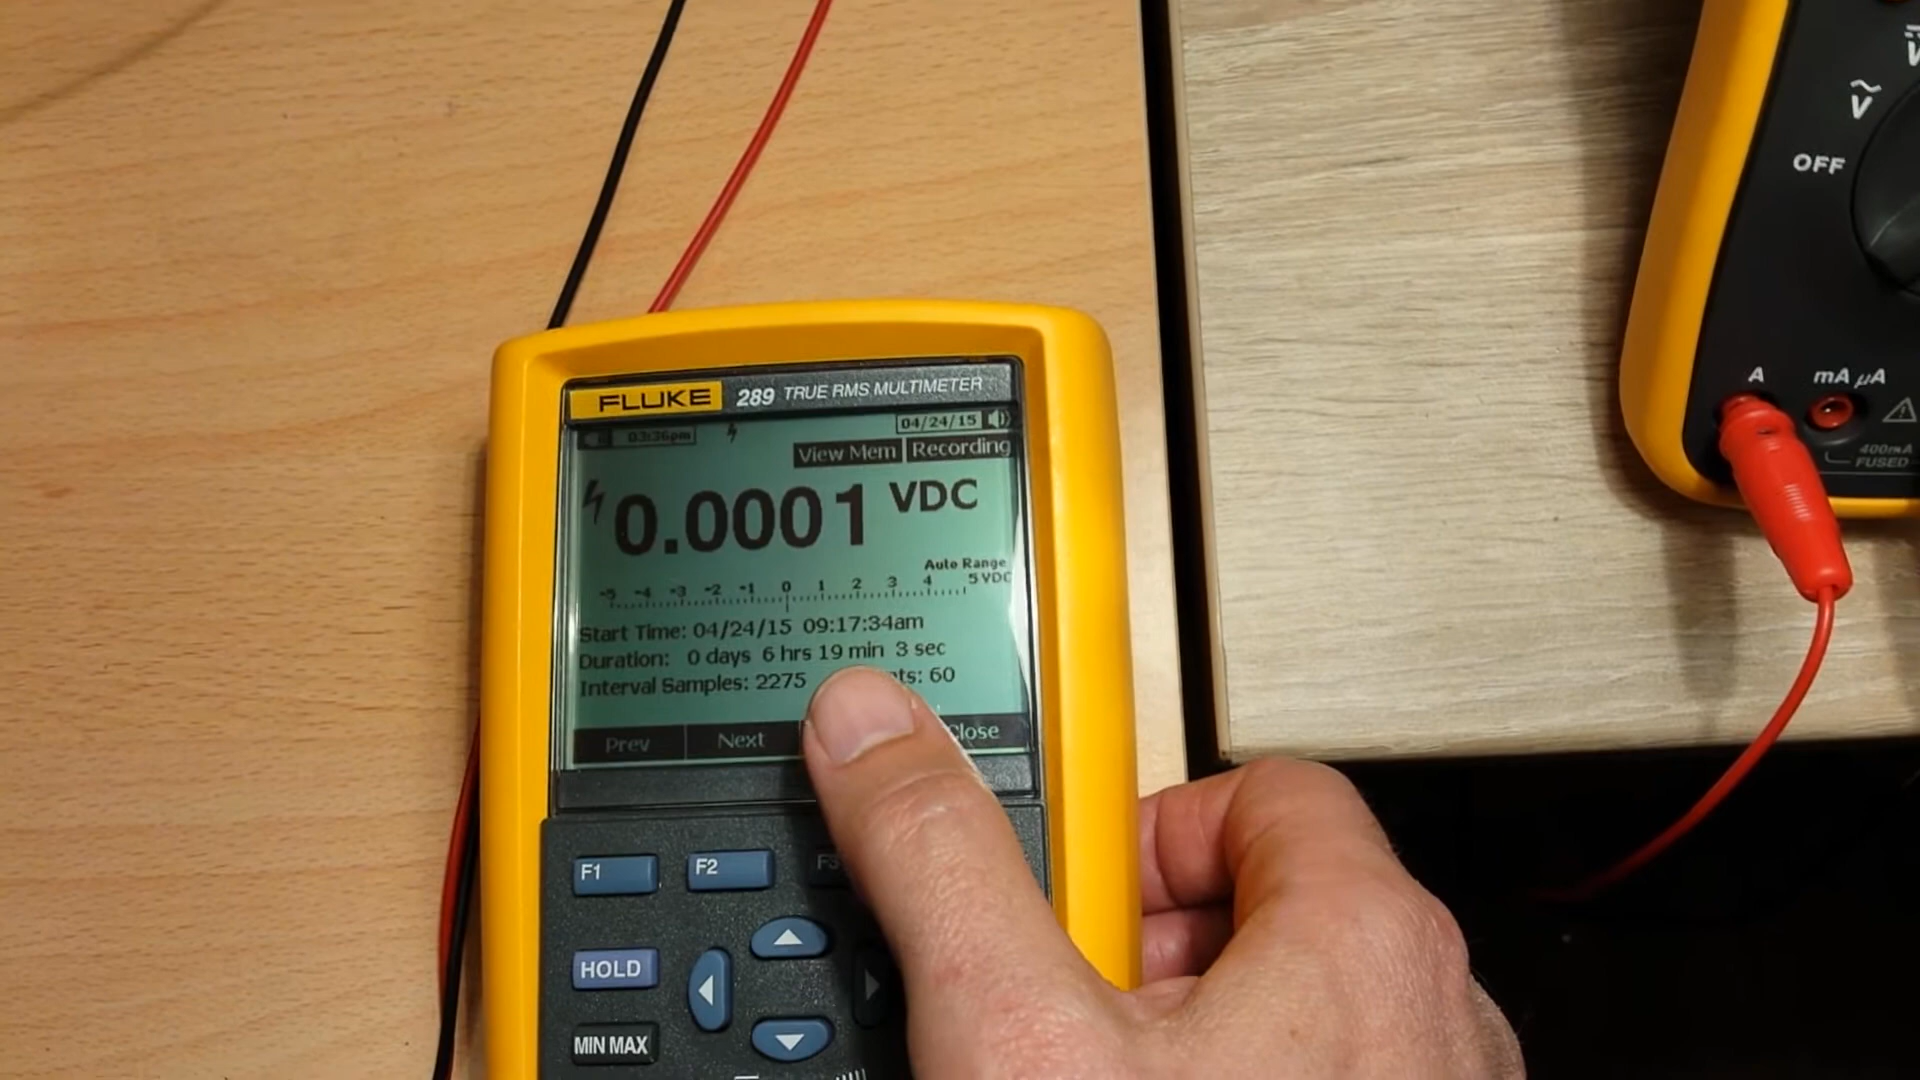 FLUKE 289 TRUE RMS MULTIMETER
03:36pm 04/24/15
View Mem Recording
0.0001 VDC
Auto Range
-5 -4 -3 -2 -1 0 1 2 3 4 5 VDC
Start Time: 04/24/15 09:17:34am
Duration: 0 days 6 hrs 19 min 3 sec
Interval Samples: 2275
60
Prev Next Close
F1 F2 F3
HOLD
MIN MAX
V
V
OFF
A mA µA
400mA
FUSED